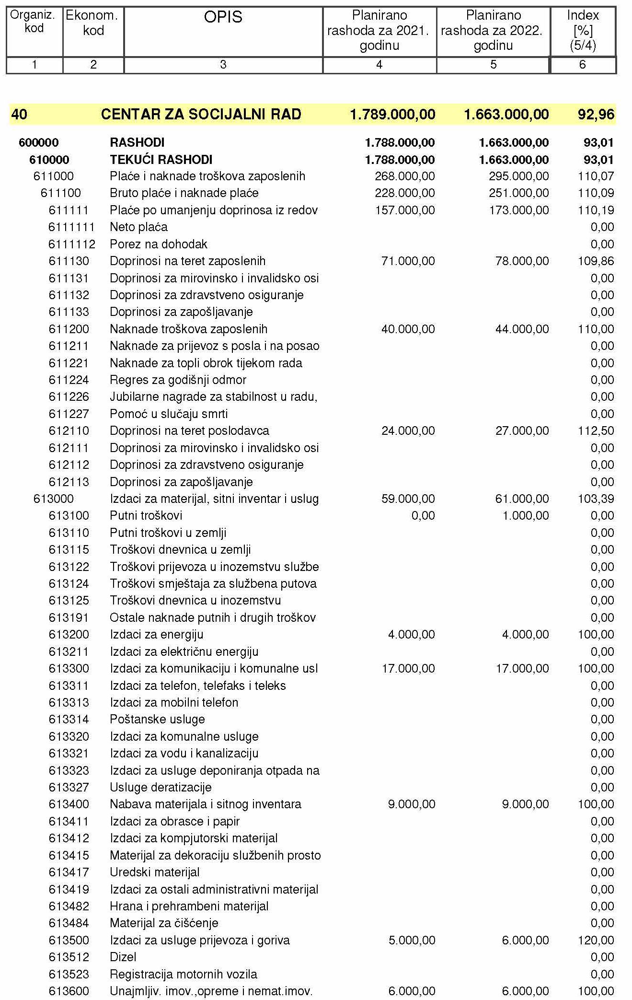 Organiz. kod Ekonom. kod OPIS Planirano rashoda za 2021. godinu Planirano rashoda za 2022. godinu Index [%] (5/4)
1 2 3 4 5 6
40 CENTAR ZA SOCIJALNI RAD 1.789.000,00 1.663.000,00 92,96
600000 RASHODI 1.788.000,00 1.663.000,00 93,01
610000 TEKUĆI RASHODI 1.788.000,00 1.663.000,00 93,01
611000 Plaće i naknade troškova zaposlenih 268.000,00 295.000,00 110,07
611100 Bruto plaće i naknade plaće 228.000,00 251.000,00 110,09
611111 Plaće po umanjenju doprinosa iz redov 157.000,00 173.000,00 110,19
6111111 Neto plaća 0,00
6111112 Porez na dohodak 0,00
611130 Doprinosi na teret zaposlenih 71.000,00 78.000,00 109,86
611131 Doprinosi za mirovinsko i invalidsko osi 0,00
611132 Doprinosi za zdravstveno osiguranje 0,00
611133 Doprinosi za zapošljavanje 0,00
611200 Naknade troškova zaposlenih 40.000,00 44.000,00 110,00
611211 Naknade za prijevoz s posla i na posao 0,00
611221 Naknade za topli obrok tijekom rada 0,00
611224 Regres za godišnji odmor 0,00
611226 Jubilarne nagrade za stabilnost u radu, 0,00
611227 Pomoć u slučaju smrti 0,00
612110 Doprinosi na teret poslodavca 24.000,00 27.000,00 112,50
612111 Doprinosi za mirovinsko i invalidsko osi 0,00
612112 Doprinosi za zdravstveno osiguranje 0,00
612113 Doprinosi za zapošljavanje 0,00
613000 Izdaci za materijal, sitni inventar i uslug 59.000,00 61.000,00 103,39
613100 Putni troškovi 0,00 1.000,00 0,00
613110 Putni troškovi u zemlji 0,00
613115 Troškovi dnevnica u zemlji 0,00
613122 Troškovi prijevoza u inozemstvu službe 0,00
613124 Troškovi smještaja za službena putova 0,00
613125 Troškovi dnevnica u inozemstvu 0,00
613191 Ostale naknade putnih i drugih troškov 0,00
613200 Izdaci za energiju 4.000,00 4.000,00 100,00
613211 Izdaci za električnu energiju 0,00
613300 Izdaci za komunikaciju i komunalne usl 17.000,00 17.000,00 100,00
613311 Izdaci za telefon, telefaks i teleks 0,00
613313 Izdaci za mobilni telefon 0,00
613314 Poštanske usluge 0,00
613320 Izdaci za komunalne usluge 0,00
613321 Izdaci za vodu i kanalizaciju 0,00
613323 Izdaci za usluge deponiranja otpada na 0,00
613327 Usluge deratizacije 0,00
613400 Nabava materijala i sitnog inventara 9.000,00 9.000,00 100,00
613411 Izdaci za obrasce i papir 0,00
613412 Izdaci za kompjutorski materijal 0,00
613415 Materijal za dekoraciju službenih prosto 0,00
613417 Uredski materijal 0,00
613419 Izdaci za ostali administrativni materijal 0,00
613482 Hrana i prehrambeni materijal 0,00
613484 Materijal za čišćenje 0,00
613500 Izdaci za usluge prijevoza i goriva 5.000,00 6.000,00 120,00
613512 Dizel 0,00
613523 Registracija motornih vozila 0,00
613600 Unajmljiv. imov.,opreme i nemat.imov. 6.000,00 6.000,00 100,00